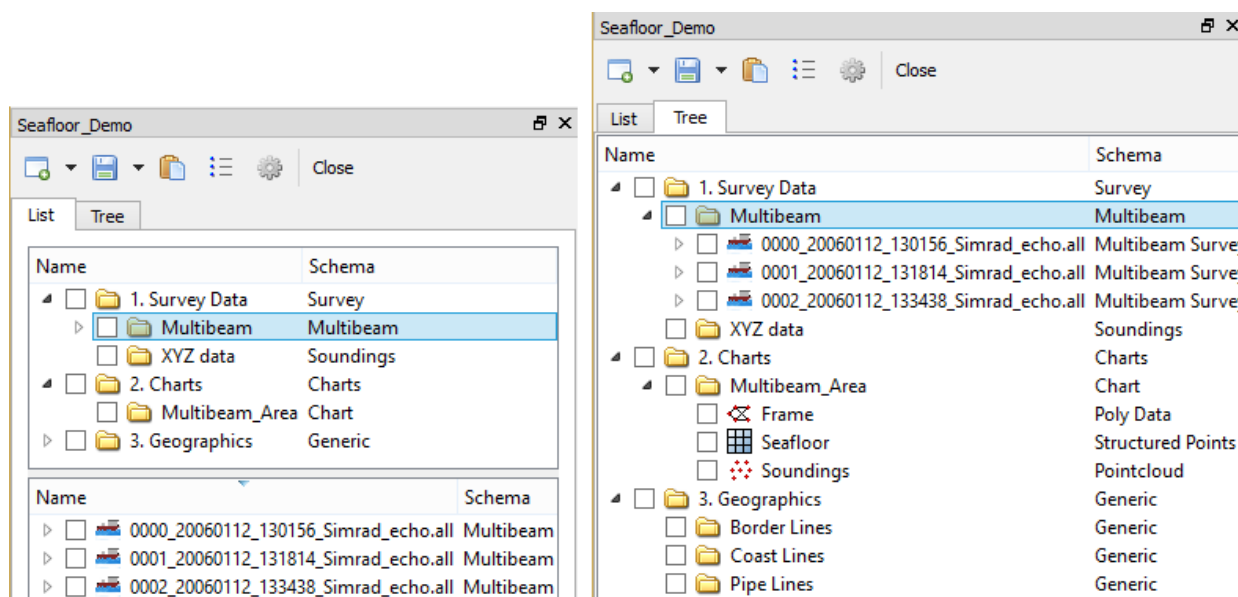 Seafloor_Demo
Close
List Tree
Name Schema
1. Survey Data Survey
Multibeam Multibeam
XYZ data Soundings
2. Charts Charts
Multibeam_Area Chart
3. Geographics Generic
Name Schema
0000_20060112_130156_Simrad_echo.all Multibeam
0001_20060112_131814_Simrad_echo.all Multibeam
0002_20060112_133438_Simrad_echo.all Multibeam
Seafloor_Demo
Close
List Tree
Name Schema
1. Survey Data Survey
Multibeam Multibeam
0000_20060112_130156_Simrad_echo.all Multibeam Surve
0001_20060112_131814_Simrad_echo.all Multibeam Surve
0002_20060112_133438_Simrad_echo.all Multibeam Surve
XYZ data Soundings
2. Charts Charts
Multibeam_Area Chart
Frame Poly Data
Seafloor Structured Points
Soundings Pointcloud
3. Geographics Generic
Border Lines Generic
Coast Lines Generic
Pipe Lines Generic